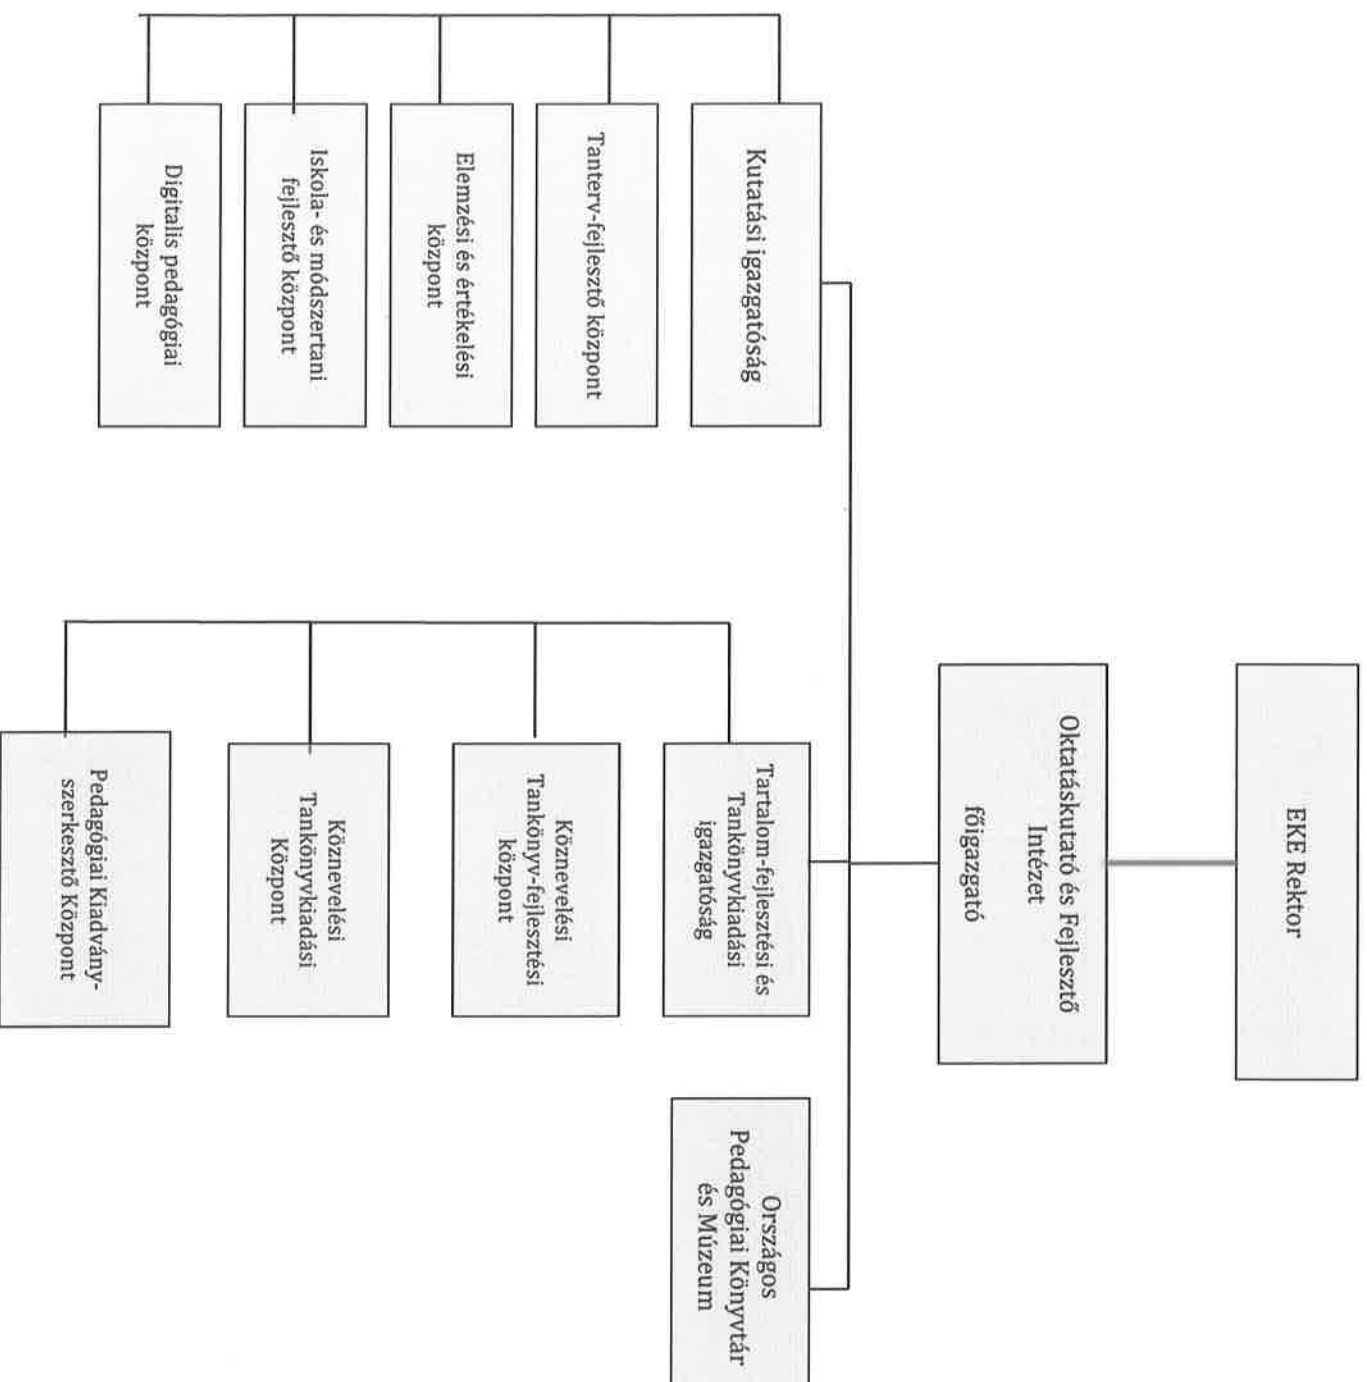 EKE Rektor
Oktatáskutató és Fejlesztő
Intézet
főigazgató
Kutatási igazgatóság
Tanterv-fejlesztő központ
Elemzési és értékelési
központ
Iskola- és módszertani
fejlesztő központ
Digitalis pedagógiai
központ
Tartalom-fejlesztési és
Tankönyvkiadási
igazgatóság
Köznevelési
Tankönyv-fejlesztési
központ
Köznevelési
Tankönyvkiadási
Központ
Pedagógiai Kiadvány-
szerkesztő Központ
Országos
Pedagógiai Könyvtár
és Múzeum